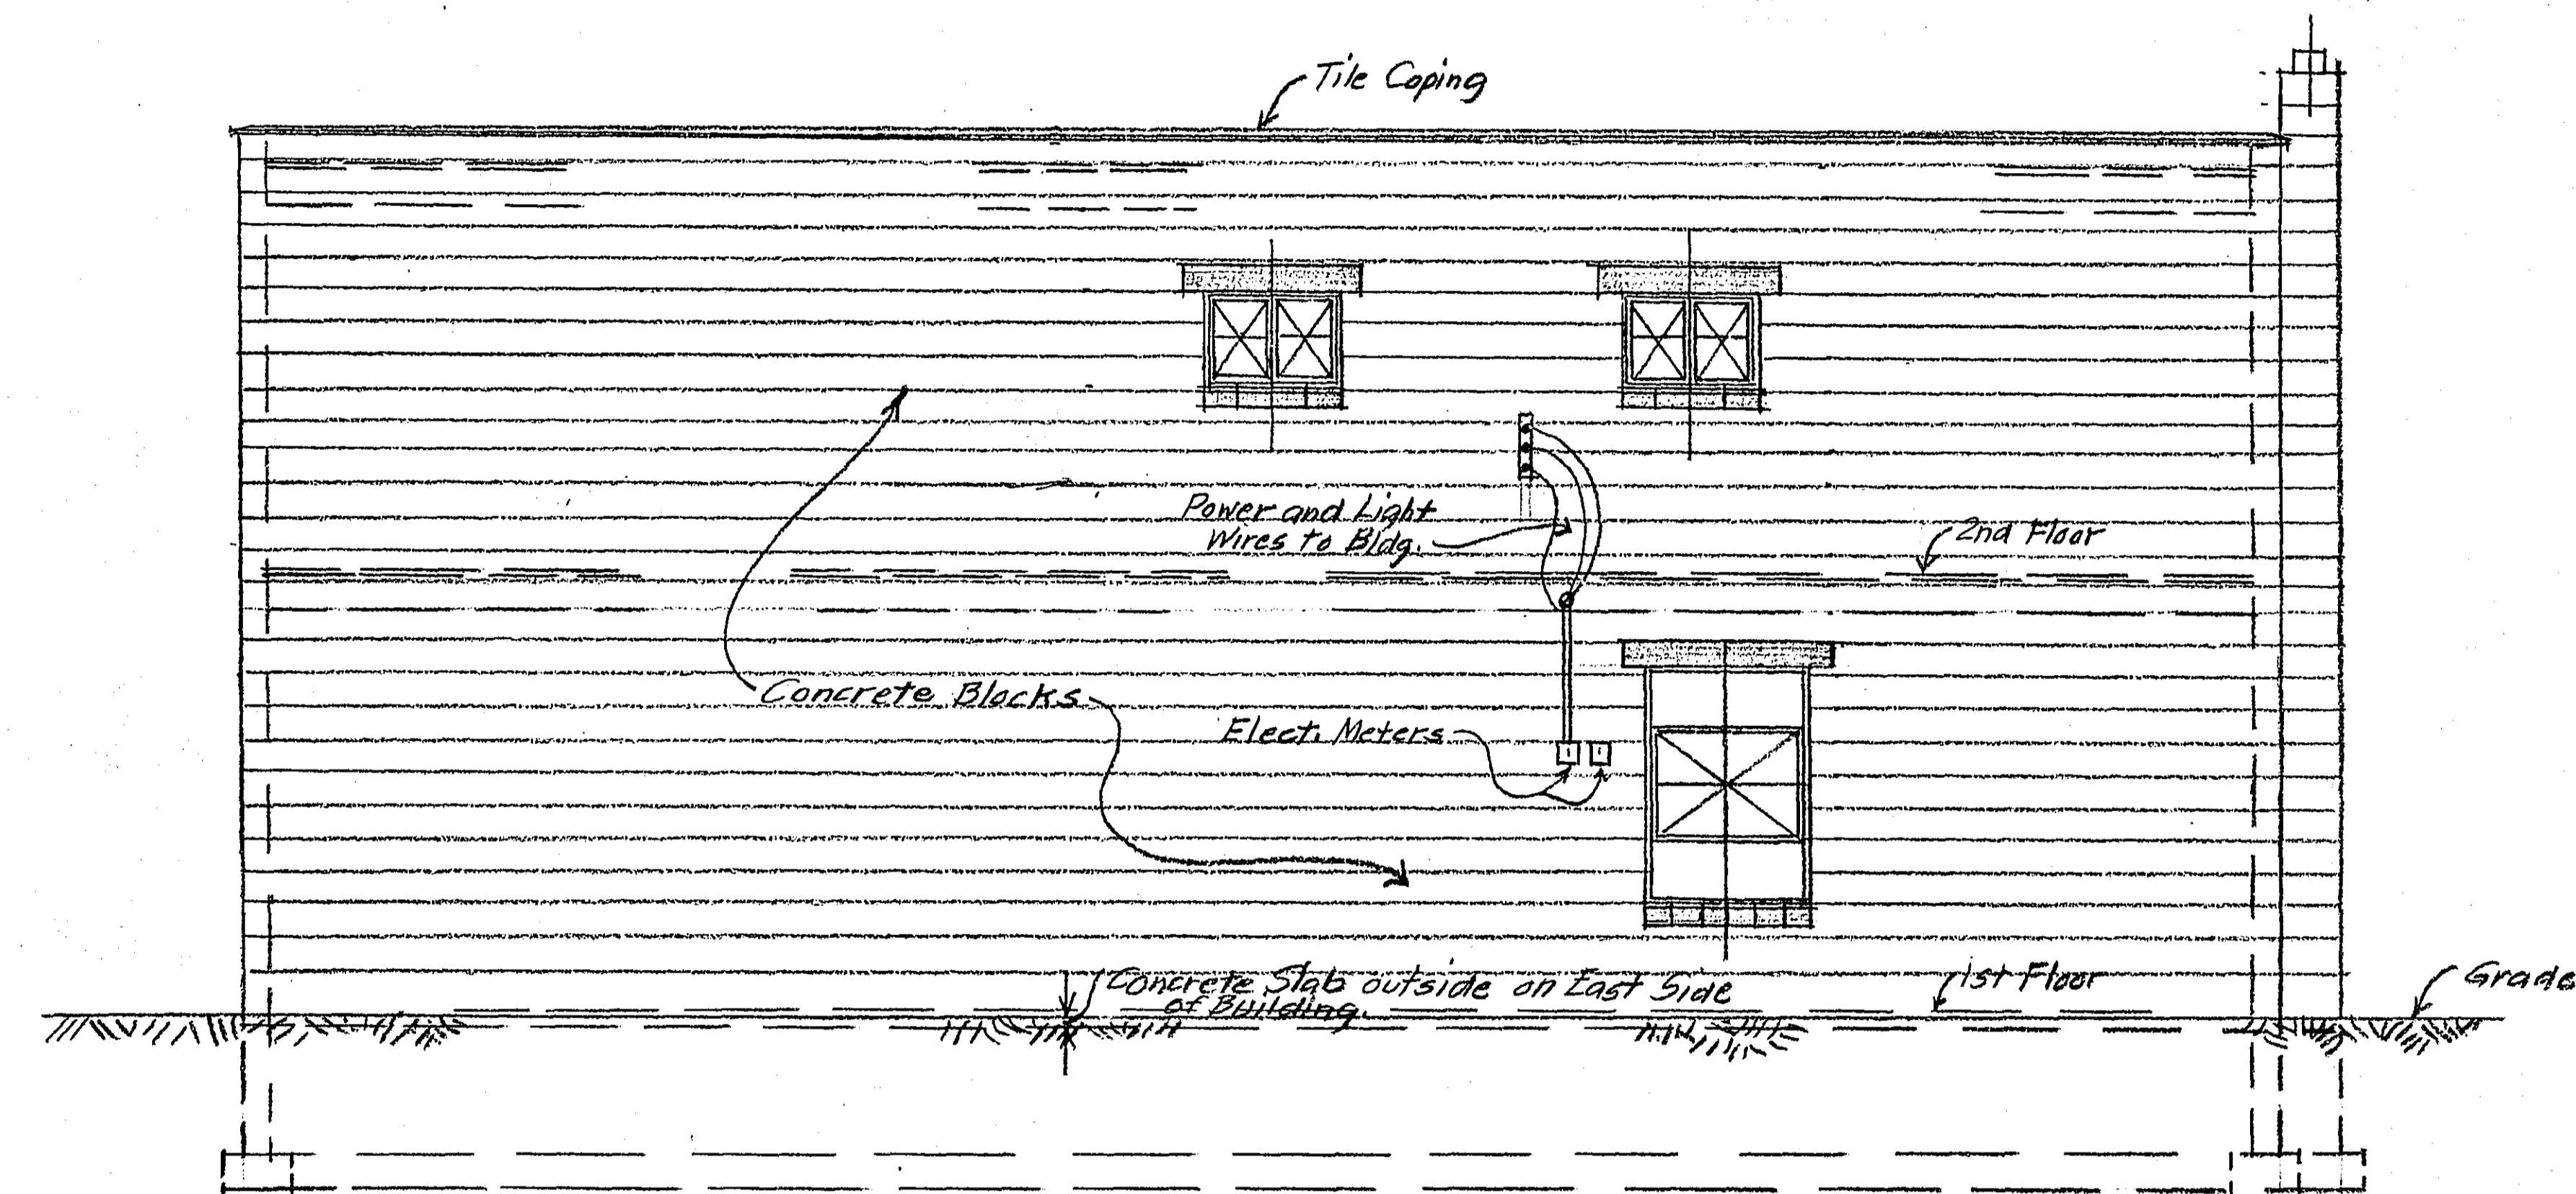 Tile Coping
Power and Light
Wires to Bldg.
2nd Floor
Concrete Blocks
Elect. Meters
Concrete Slab outside on East Side
of Building.
1st Floor
Grade